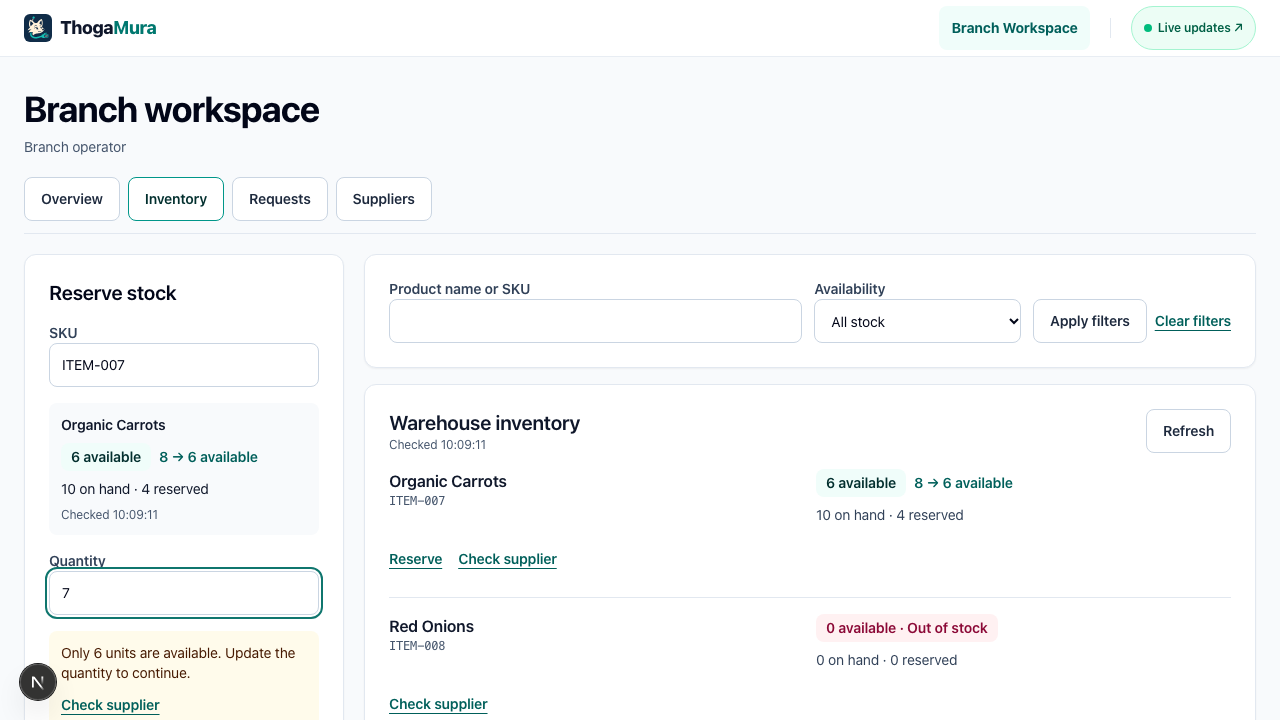 ThogaMura
Branch Workspace
Live updates ↗
Branch workspace
Branch operator
Overview
Inventory
Requests
Suppliers
Reserve stock
SKU
ITEM-007
Organic Carrots
6 available 8 → 6 available
10 on hand · 4 reserved
Checked 10:09:11
Quantity
7
Only 6 units are available. Update the
quantity to continue.
Check supplier
N
Product name or SKU
Availability
All stock
Apply filters
Clear filters
Warehouse inventory
Checked 10:09:11
Refresh
Organic Carrots
ITEM-007
6 available 8 → 6 available
10 on hand · 4 reserved
Reserve Check supplier
Red Onions
ITEM-008
0 available · Out of stock
0 on hand · 0 reserved
Check supplier